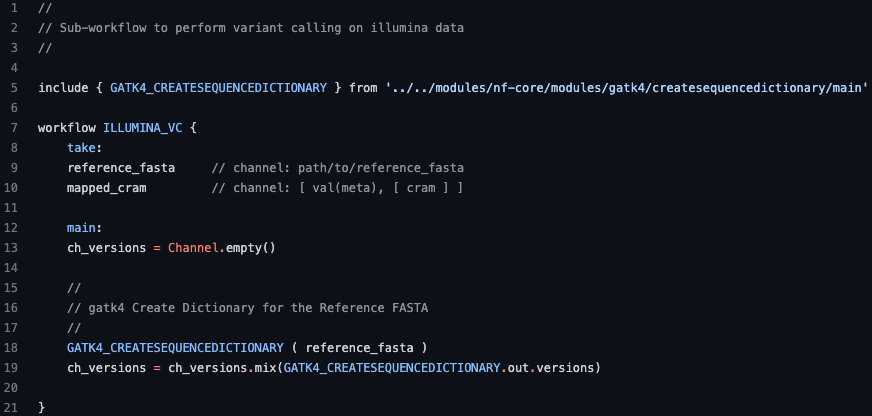 1 //
2 // Sub-workflow to perform variant calling on illumina data
3 //
4
5 include { GATK4_CREATESEQUENCEDICTIONARY } from '../../modules/nf-core/modules/gatk4/createsequencedictionary/main'
6
7 workflow ILLUMINA_VC {
8     take:
9     reference_fasta     // channel: path/to/reference_fasta
10     mapped_cram         // channel: [ val(meta), [ cram ] ]
11
12     main:
13     ch_versions = Channel.empty()
14
15     //
16     // gatk4 Create Dictionary for the Reference FASTA
17     //
18     GATK4_CREATESEQUENCEDICTIONARY ( reference_fasta )
19     ch_versions = ch_versions.mix(GATK4_CREATESEQUENCEDICTIONARY.out.versions)
20
21 }